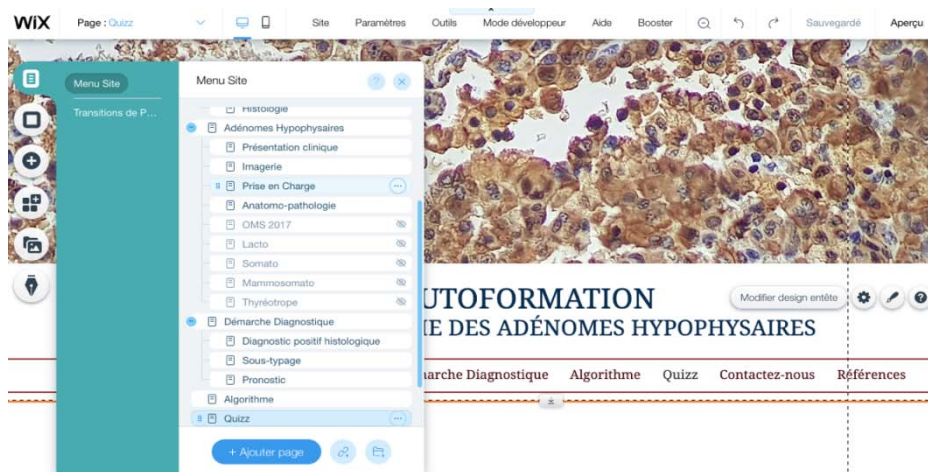 WiX Page : Quizz Site Paramètres Outils Mode développeur Aide Booster Sauvegardé Aperçu
Menu Site
Transitions de P...
Menu Site ? ×
Histologie
Adénomes Hypophysaires
Présentation clinique
Imagerie
Prise en Charge
Anatomo-pathologie
OMS 2017
Lacto
Somato
Mammosomato
Thyréotrope
Démarche Diagnostique
Diagnostic positif histologique
Sous-typage
Pronostic
Algorithme
Quizz
+ Ajouter page
UTOFORMATION
IE DES ADÉNOMES HYPOPHYSAIRES
Modifier design entête ?
arche Diagnostique Algorithme Quizz Contactez-nous Références